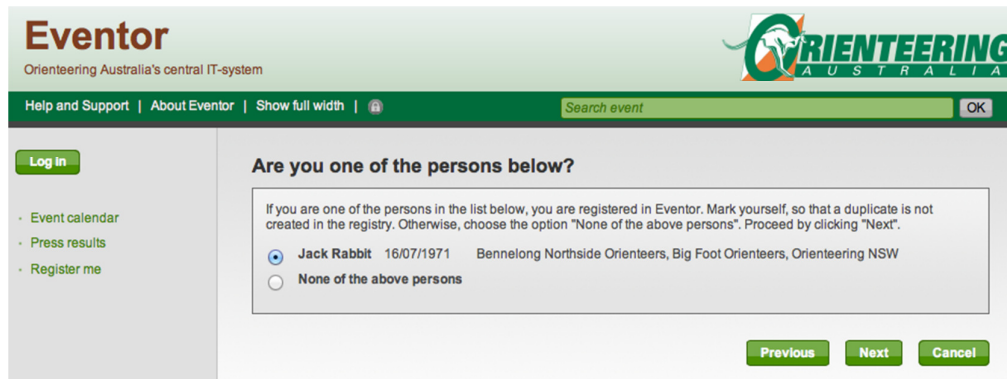 Eventor
Orienteering Australia's central IT-system
ORIENTEERING
AUSTRALIA
Help and Support | About Eventor | Show full width |
Search event
OK
Log in
Event calendar
Press results
Register me
Are you one of the persons below?
If you are one of the persons in the list below, you are registered in Eventor. Mark yourself, so that a duplicate is not
created in the registry. Otherwise, choose the option "None of the above persons". Proceed by clicking "Next".
Jack Rabbit 16/07/1971 Bennelong Northside Orienteers, Big Foot Orienteers, Orienteering NSW
None of the above persons
Previous Next Cancel